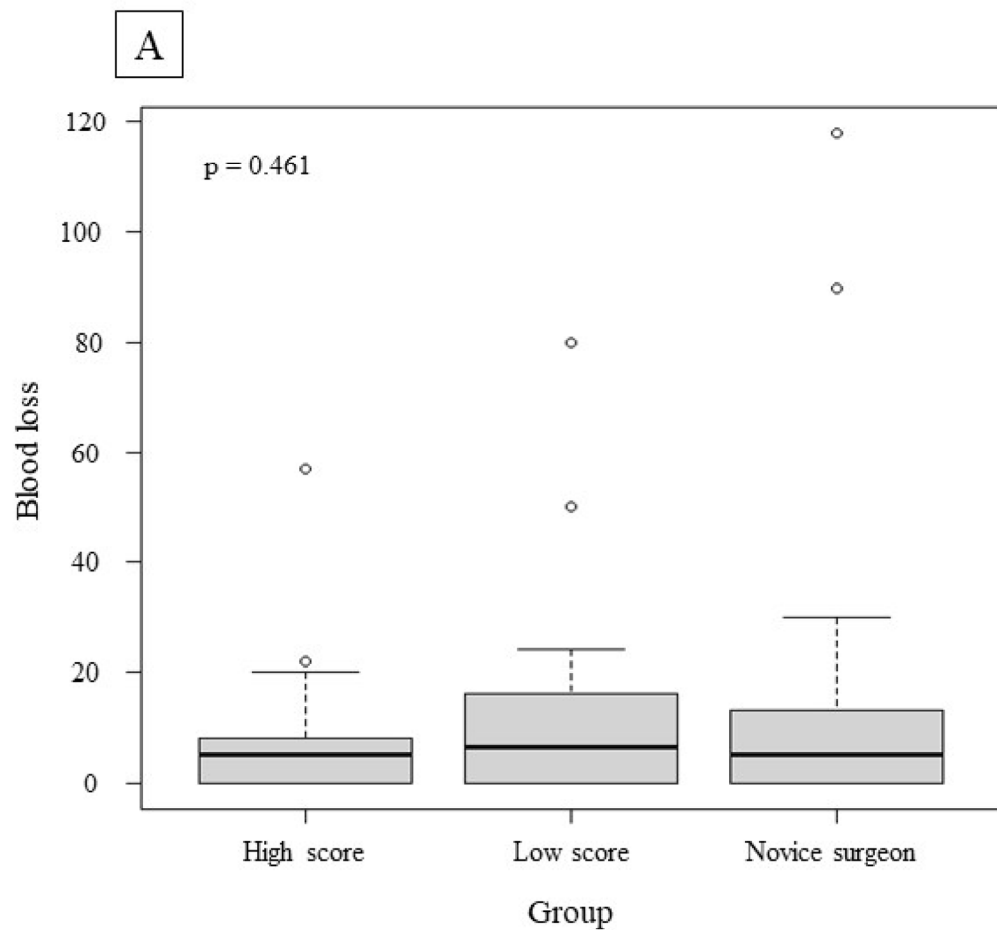 A
p = 0.461
120
100
80
60
40
20
0
Blood loss
High score
Low score
Novice surgeon
Group